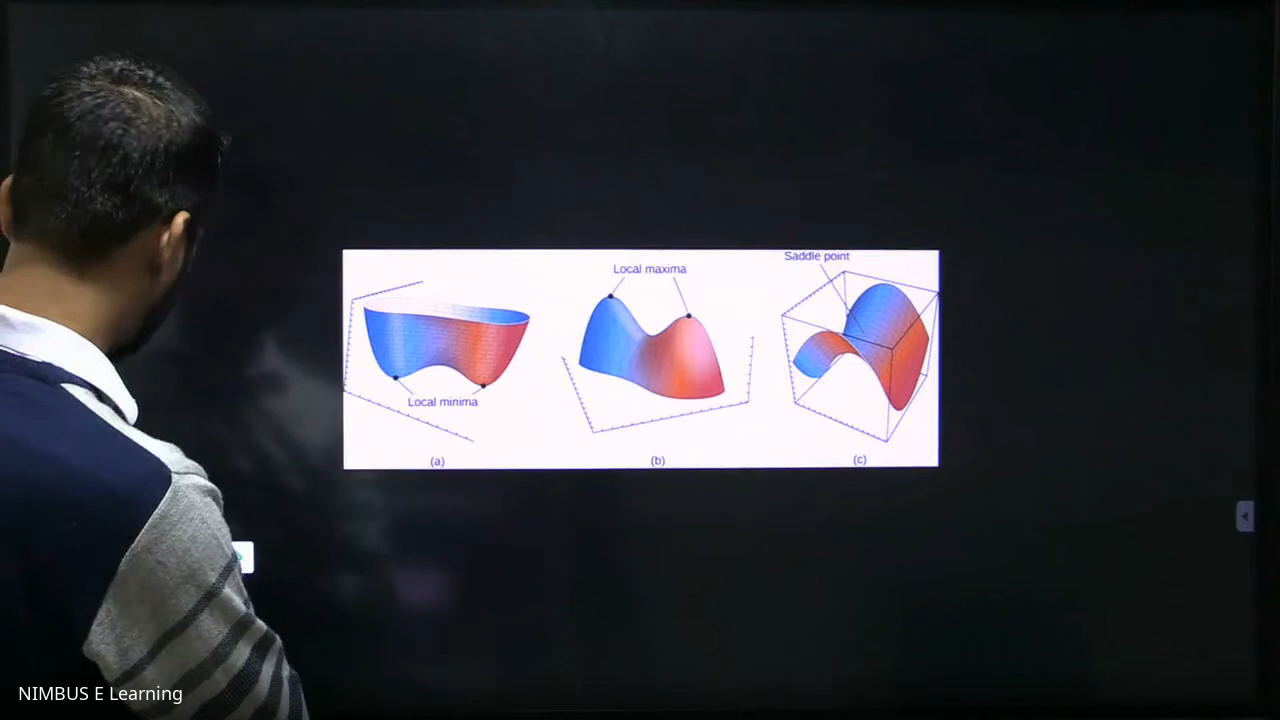 Saddle point
Local maxima
Local minima
(a)
(b)
(c)
NIMBUS E Learning